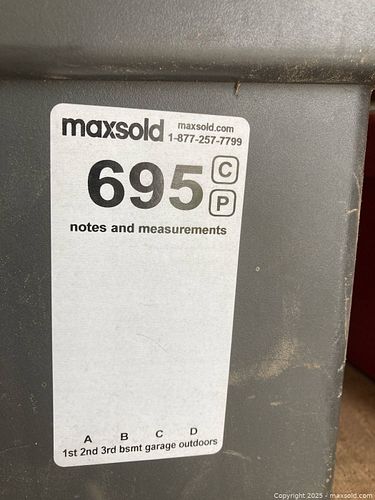 maxsold maxsold.com
1-877-257-7799
695 C
P
notes and measurements
A B C D
1st 2nd 3rd bsmt garage outdoors
Copyright 2025 - maxsold.com